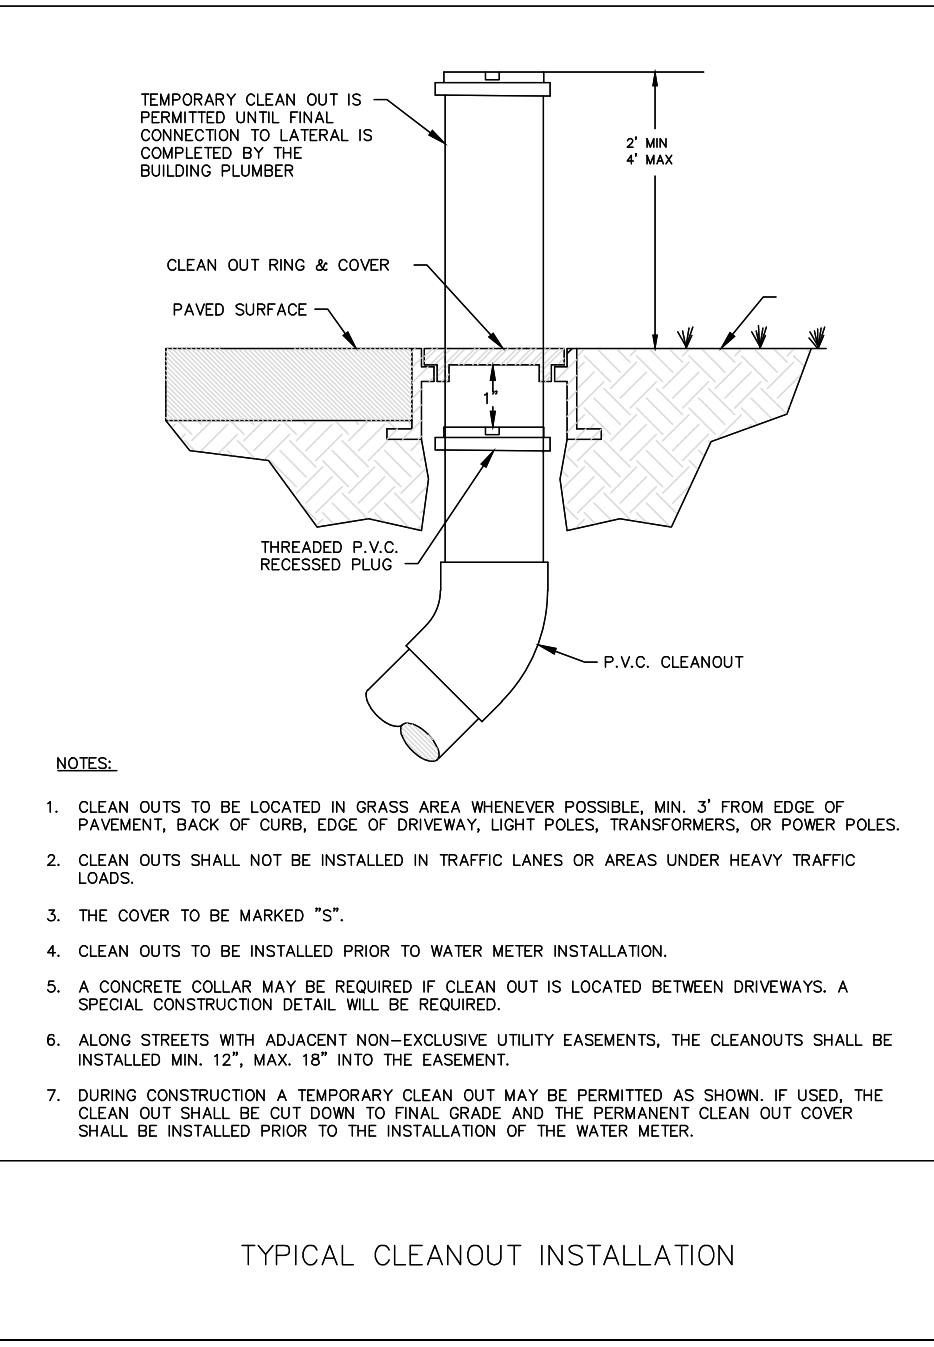 TEMPORARY CLEAN OUT IS
PERMITTED UNTIL FINAL
CONNECTION TO LATERAL IS
COMPLETED BY THE
BUILDING PLUMBER
2' MIN
4' MAX
CLEAN OUT RING & COVER
PAVED SURFACE
1"
THREADED P.V.C.
RECESSED PLUG
P.V.C. CLEANOUT
NOTES:
1. CLEAN OUTS TO BE LOCATED IN GRASS AREA WHENEVER POSSIBLE, MIN. 3' FROM EDGE OF
PAVEMENT, BACK OF CURB, EDGE OF DRIVEWAY, LIGHT POLES, TRANSFORMERS, OR POWER POLES.
2. CLEAN OUTS SHALL NOT BE INSTALLED IN TRAFFIC LANES OR AREAS UNDER HEAVY TRAFFIC
LOADS.
3. THE COVER TO BE MARKED "S".
4. CLEAN OUTS TO BE INSTALLED PRIOR TO WATER METER INSTALLATION.
5. A CONCRETE COLLAR MAY BE REQUIRED IF CLEAN OUT IS LOCATED BETWEEN DRIVEWAYS. A
SPECIAL CONSTRUCTION DETAIL WILL BE REQUIRED.
6. ALONG STREETS WITH ADJACENT NON-EXCLUSIVE UTILITY EASEMENTS, THE CLEANOUTS SHALL BE
INSTALLED MIN. 12", MAX. 18" INTO THE EASEMENT.
7. DURING CONSTRUCTION A TEMPORARY CLEAN OUT MAY BE PERMITTED AS SHOWN. IF USED, THE
CLEAN OUT SHALL BE CUT DOWN TO FINAL GRADE AND THE PERMANENT CLEAN OUT COVER
SHALL BE INSTALLED PRIOR TO THE INSTALLATION OF THE WATER METER.
TYPICAL CLEANOUT INSTALLATION